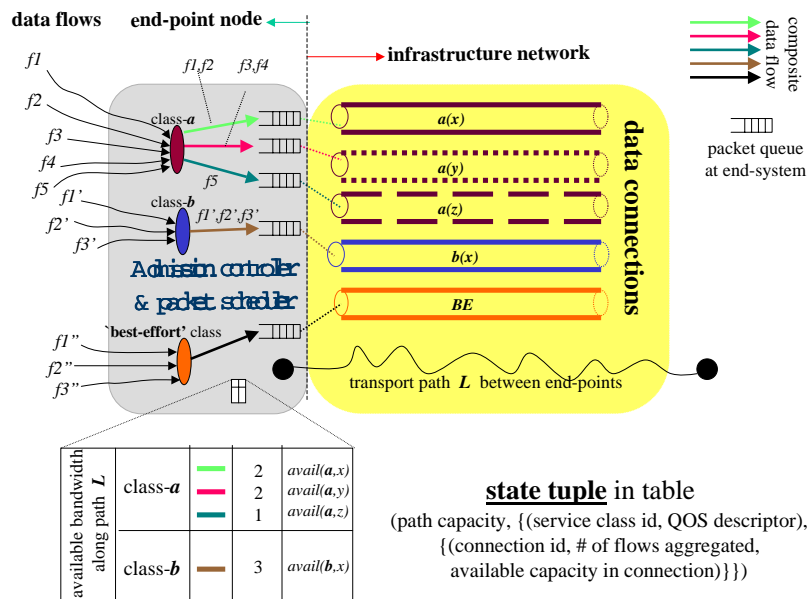 data flows
end-point node
infrastructure network
composite
data flow
packet queue
at end-system
f1
f2
f3
f4
f5
class-a
f1,f2
f3,f4
f5
a(x)
a(y)
a(z)
f1’
f2’
f3’
class-b
f1’,f2’,f3’
b(x)
data connections
Admission controller
& packet scheduler
`best-effort’ class
f1”
f2”
f3”
BE
transport path L between end-points
available bandwidth
along path L
class-a
2
avail(a,x)
2
avail(a,y)
1
avail(a,z)
class-b
3
avail(b,x)
state tuple in table
(path capacity, {(service class id, QOS descriptor),
{(connection id, # of flows aggregated,
available capacity in connection)}})